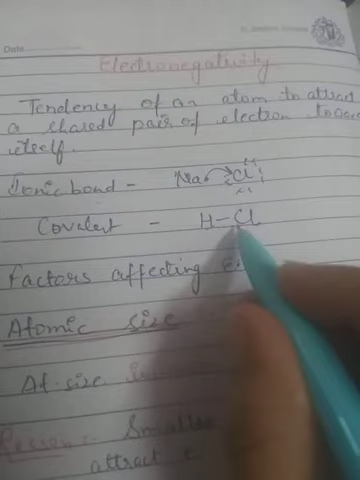 Date
Electronegativity
Tendency of an atom to attract
a shared pair of electron
itself.
Ionic bond - Na Cl
Covalent - H-Cl
Factors affecting
Atomic size
At. size
Reason: Smaller
attract e